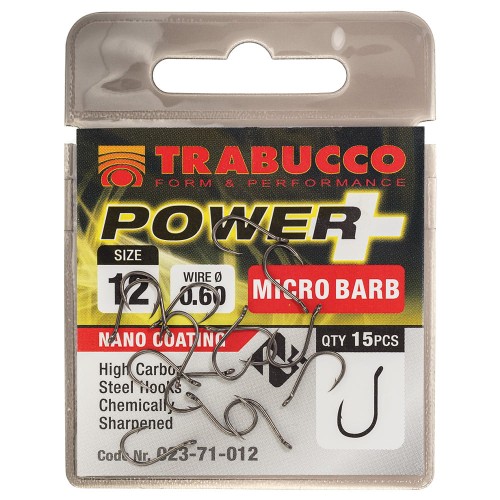 TRABUCCO
FORM & PERFORMANCE
POWER+
SIZE
12
WIRE Ø
0.60
MICRO BARB
NANO COATING
QTY 15PCS
High Carbon
Steel Hooks
Chemically
Sharpened
Code Nr. 023-71-012